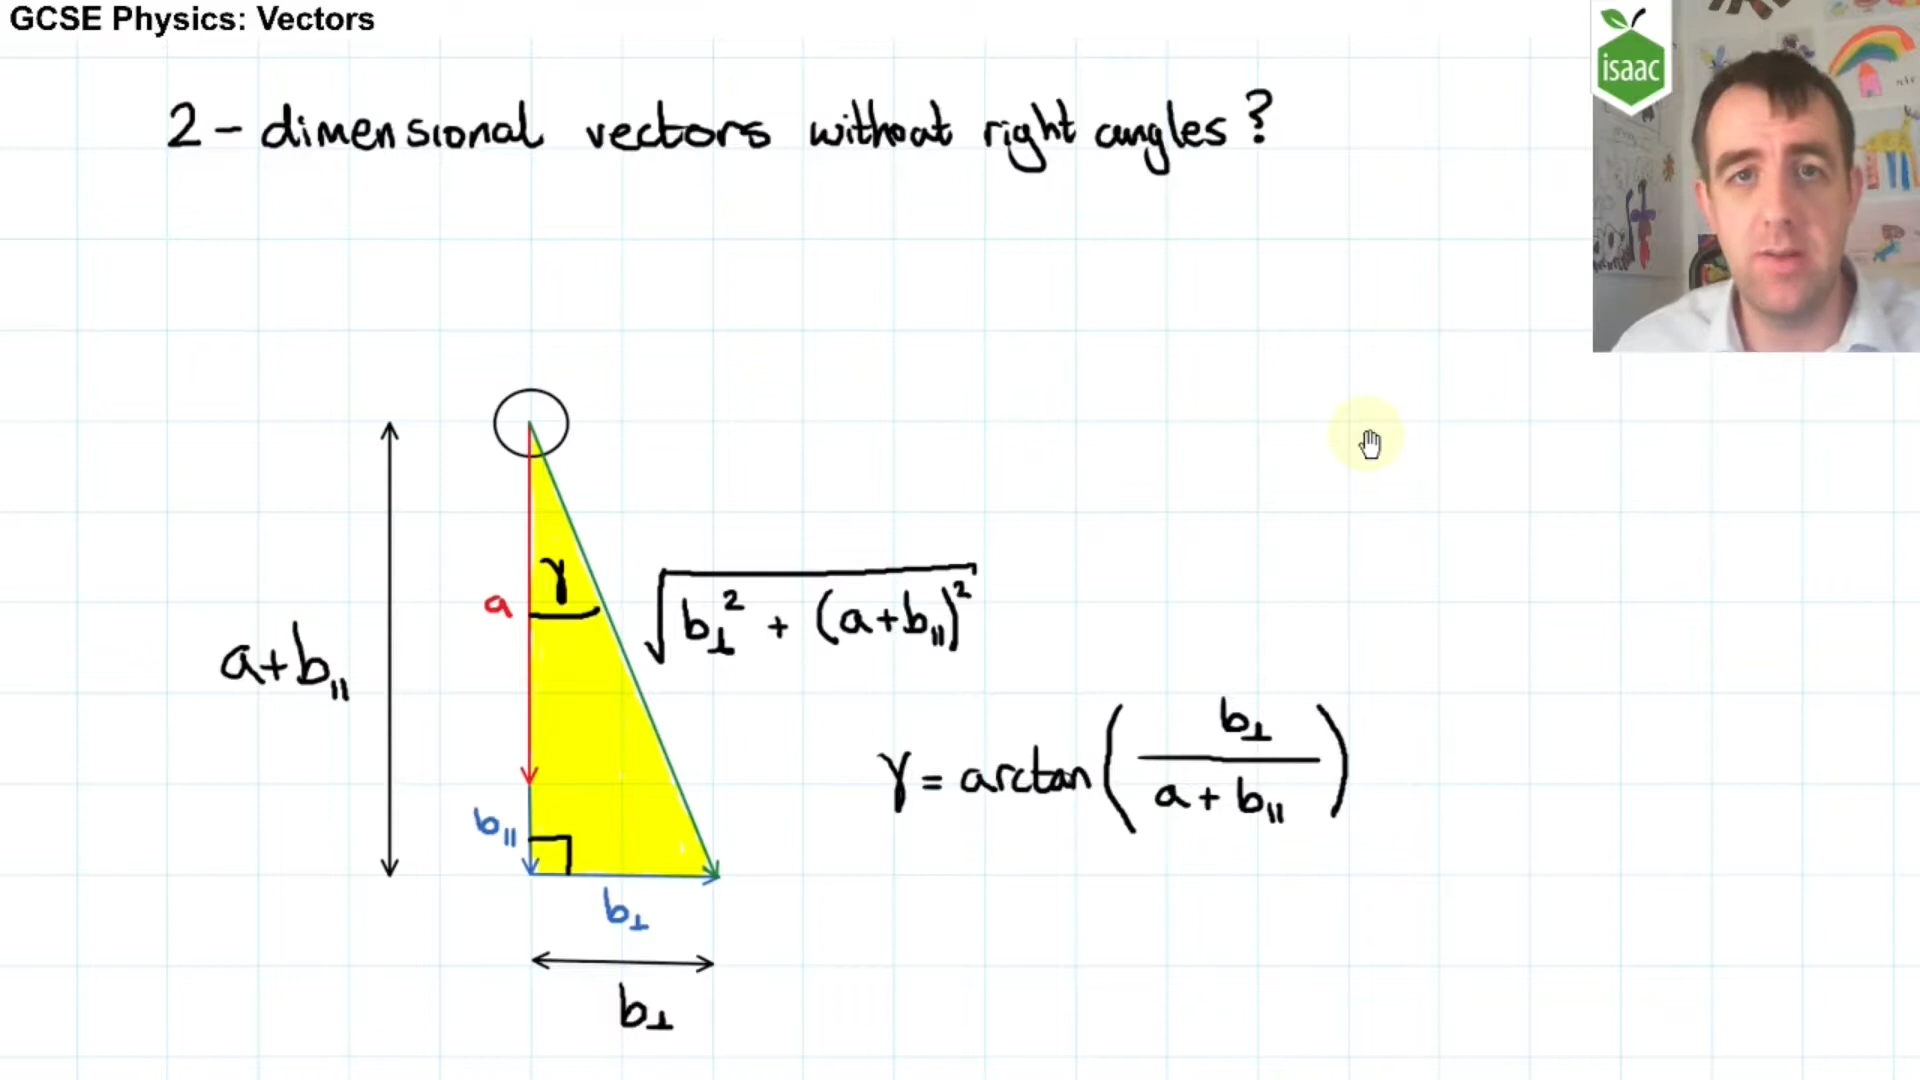 GCSE Physics: Vectors
isaac
2 - dimensional vectors without right angles?
γ
a
√(b⊥² + (a+b∥)²)
a+b∥
γ = arctan(b⊥ / (a + b∥))
b∥
b⊥
b⊥